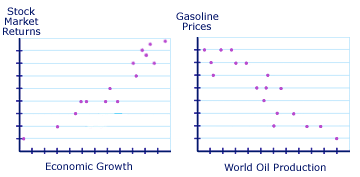 Stock
Market
Returns
Economic Growth
Gasoline
Prices
World Oil Production